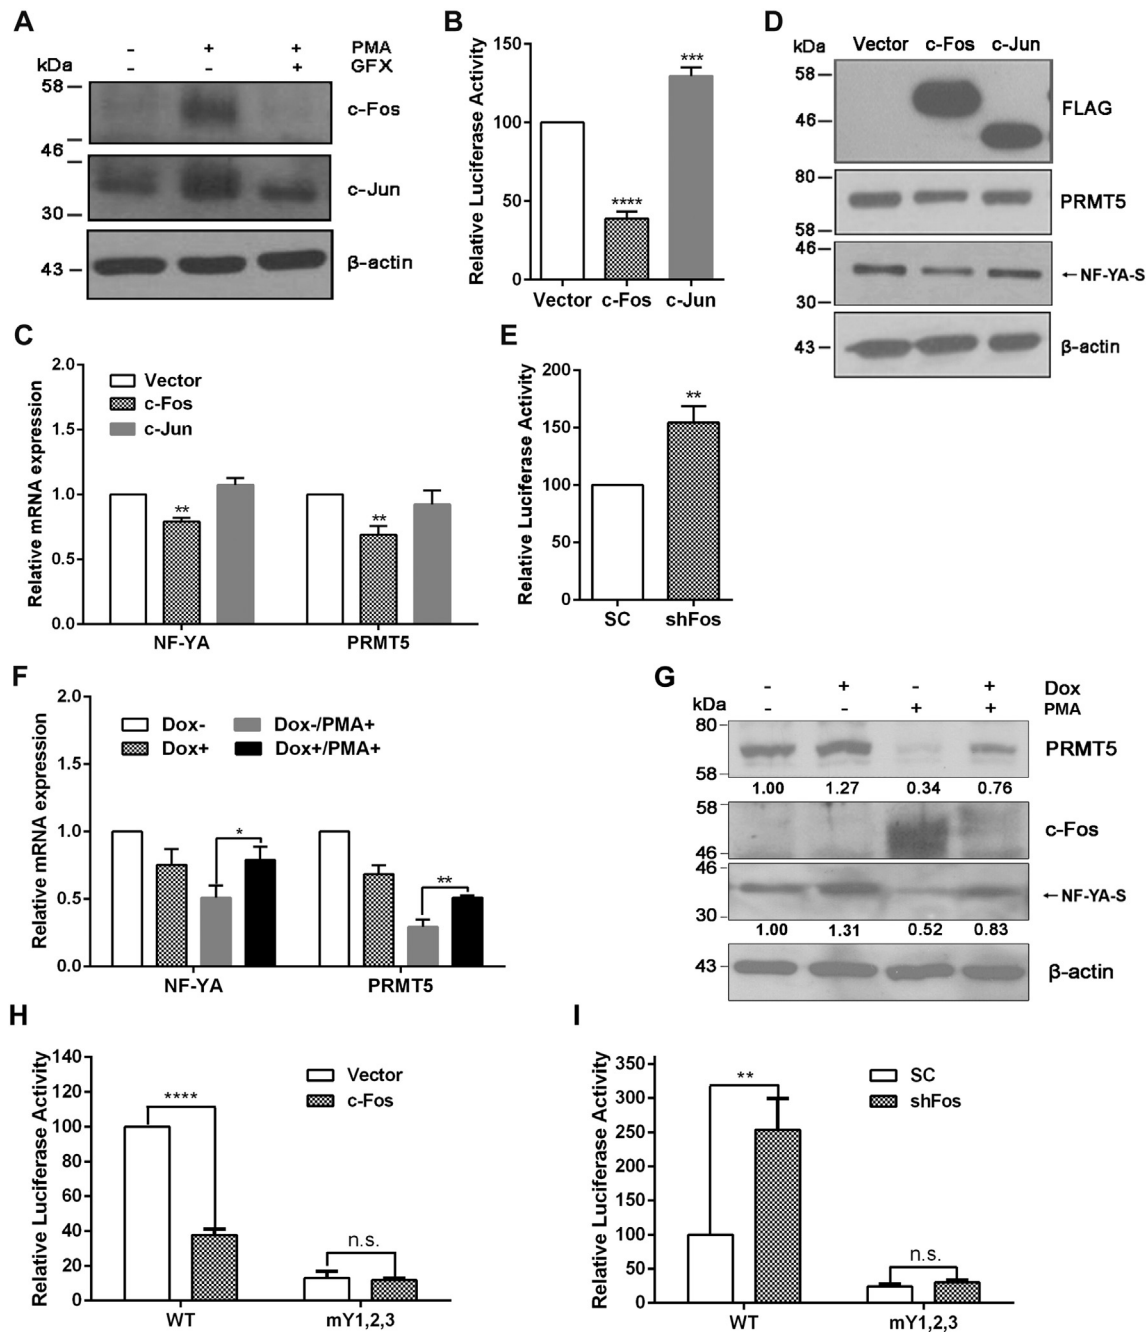 A
- + + PMA
kDa - - + GFX
58
c-Fos
46
c-Jun
30
43
β-actin
B
Relative Luciferase Activity
150
100
50
0
****
***
Vector c-Fos c-Jun
D
kDa Vector c-Fos c-Jun
58
46
FLAG
80
PRMT5
58
46
←NF-YA-S
30
43
β-actin
C
Relative mRNA expression
2.0
1.5
1.0
0.5
0.0
Vector
c-Fos
c-Jun
**
**
NF-YA PRMT5
E
Relative Luciferase Activity
200
150
100
50
0
**
SC shFos
F
Relative mRNA expression
2.0
1.5
1.0
0.5
0.0
Dox- Dox-/PMA+
Dox+ Dox+/PMA+
*
**
NF-YA PRMT5
G
- + - + Dox
kDa - - + + PMA
80
PRMT5
58
1.00 1.27 0.34 0.76
58
c-Fos
46
46
←NF-YA-S
30
1.00 1.31 0.52 0.83
43
β-actin
H
Relative Luciferase Activity
140
120
100
80
60
40
20
0
Vector
c-Fos
****
n.s.
WT mY1,2,3
I
Relative Luciferase Activity
350
300
250
200
150
100
50
0
SC
shFos
**
n.s.
WT mY1,2,3